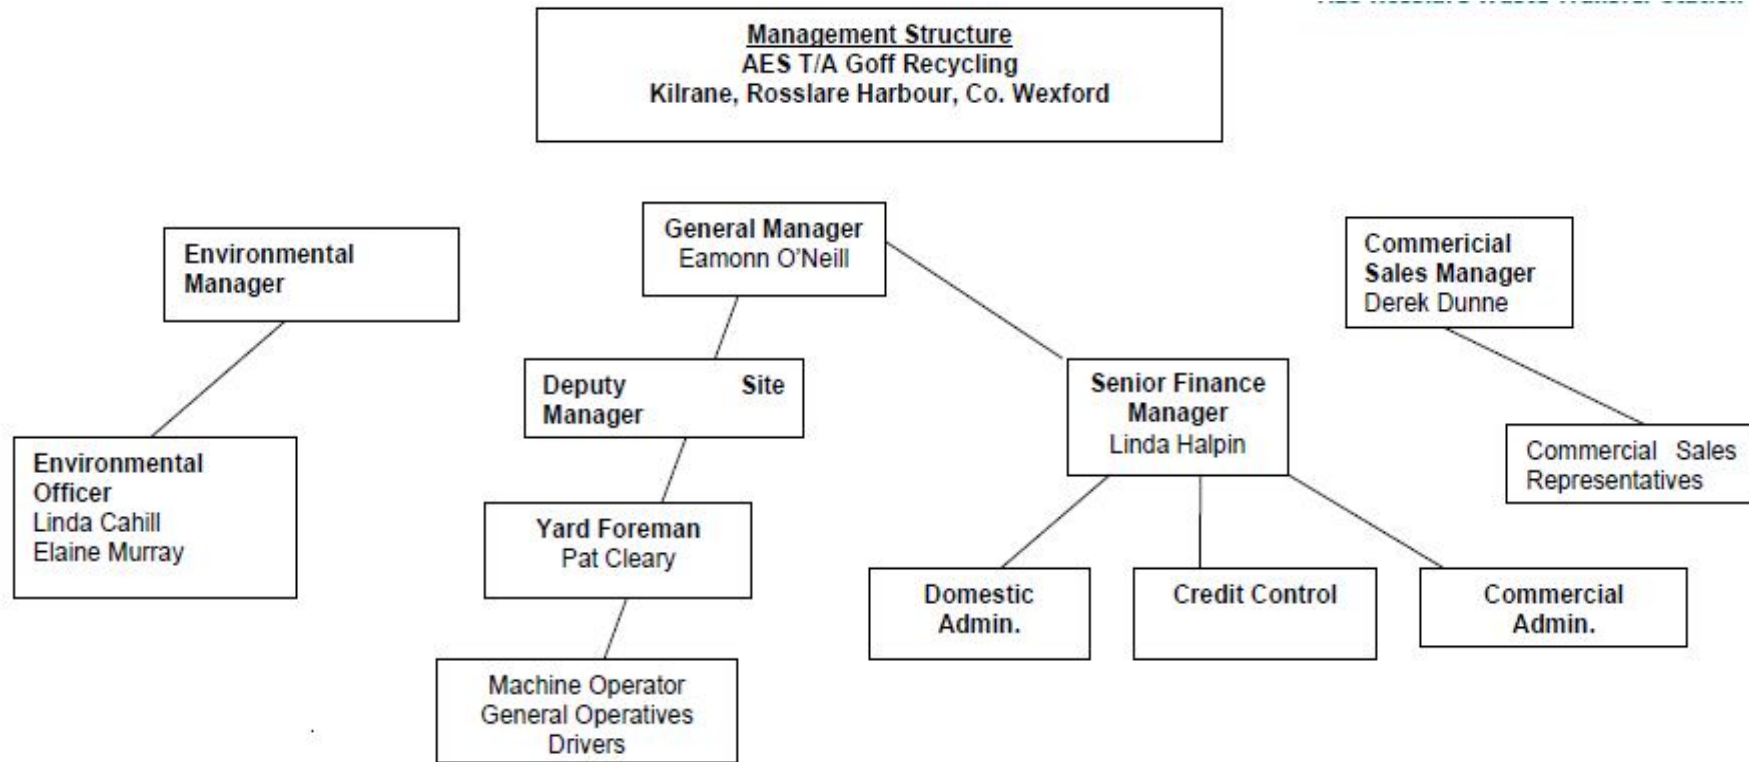 Management Structure
AES T/A Goff Recycling
Kilrane, Rosslare Harbour, Co. Wexford
General Manager
Eamonn O'Neill
Environmental
Manager
Commericial
Sales Manager
Derek Dunne
Deputy Site
Manager
Senior Finance
Manager
Linda Halpin
Environmental
Officer
Linda Cahill
Elaine Murray
Commercial Sales
Representatives
Yard Foreman
Pat Cleary
Domestic
Admin.
Credit Control
Commercial
Admin.
Machine Operator
General Operatives
Drivers